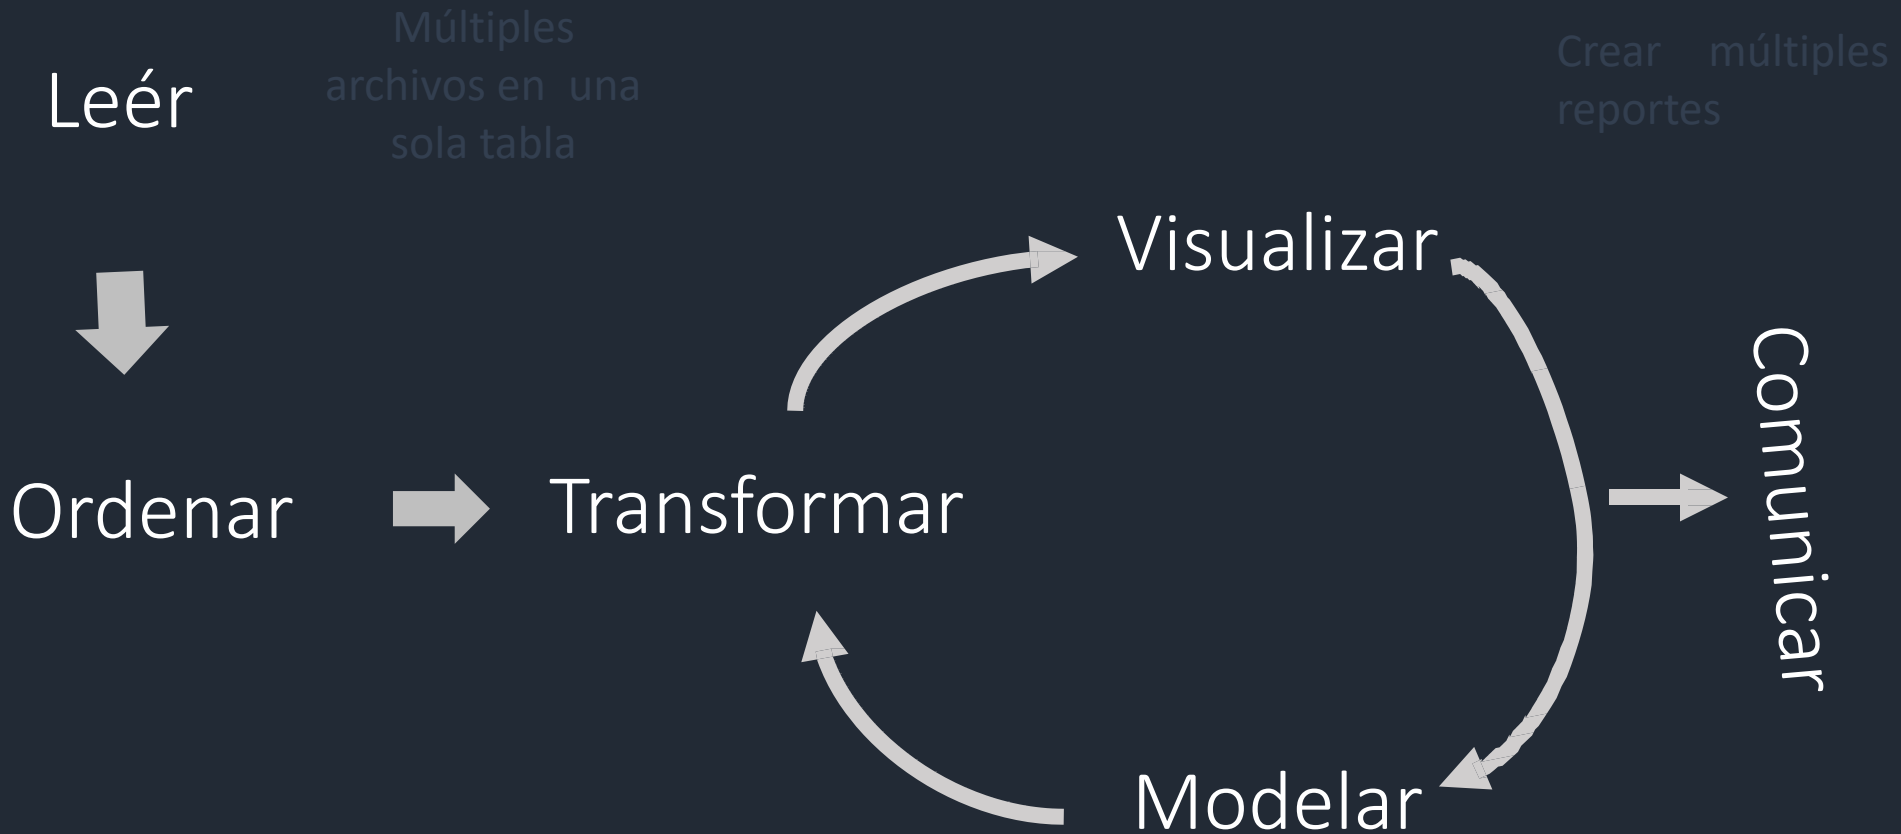 Múltiples
archivos en una
sola tabla
Crear múltiples
reportes
Leér
Visualizar
Comunicar
Ordenar
Transformar
Modelar